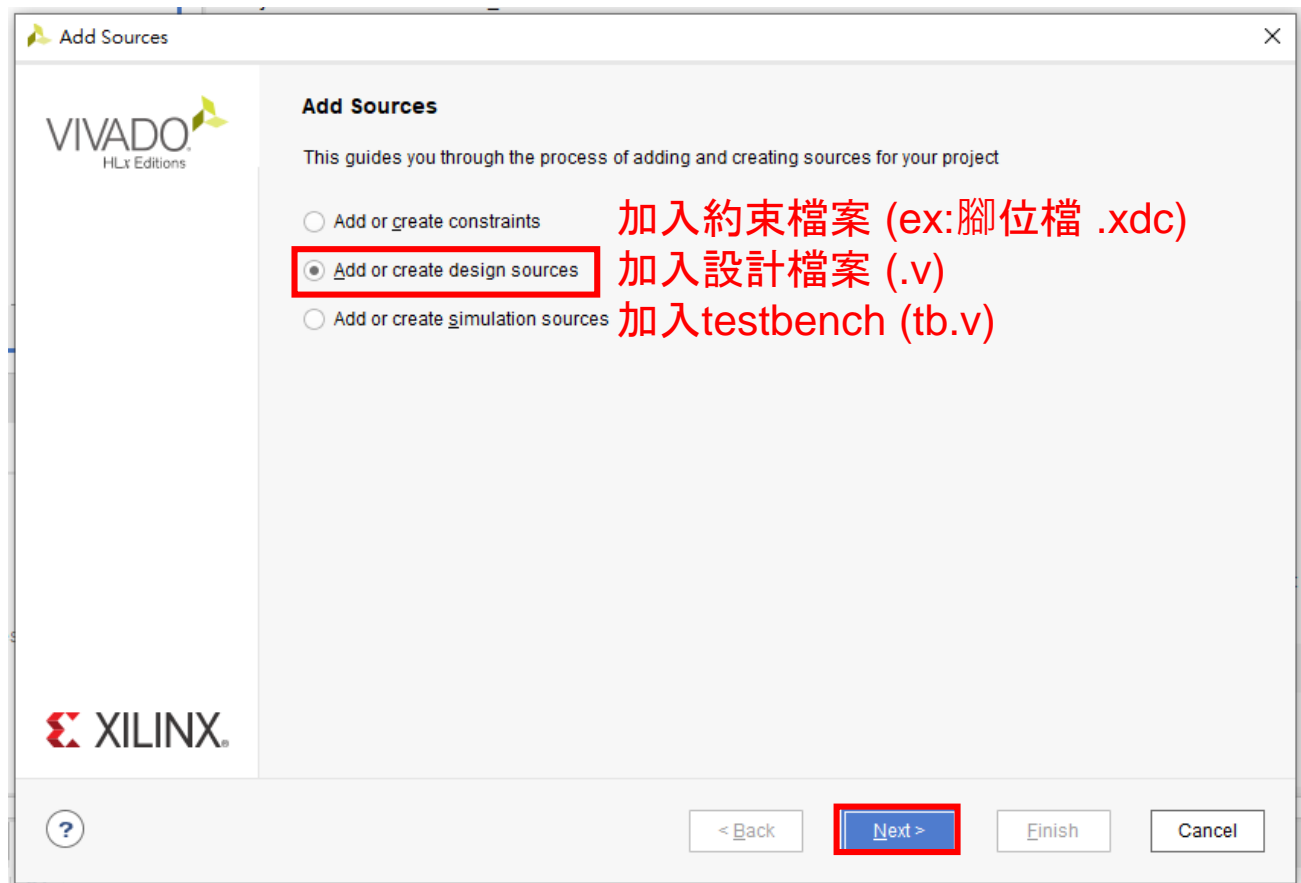 Add Sources
VIVADO
HLx Editions
Add Sources
This guides you through the process of adding and creating sources for your project
Add or create constraints 加入約束檔案 (ex:腳位檔 .xdc)
Add or create design sources 加入設計檔案 (.v)
Add or create simulation sources 加入testbench (tb.v)
XILINX
?
< Back
Next >
Finish
Cancel